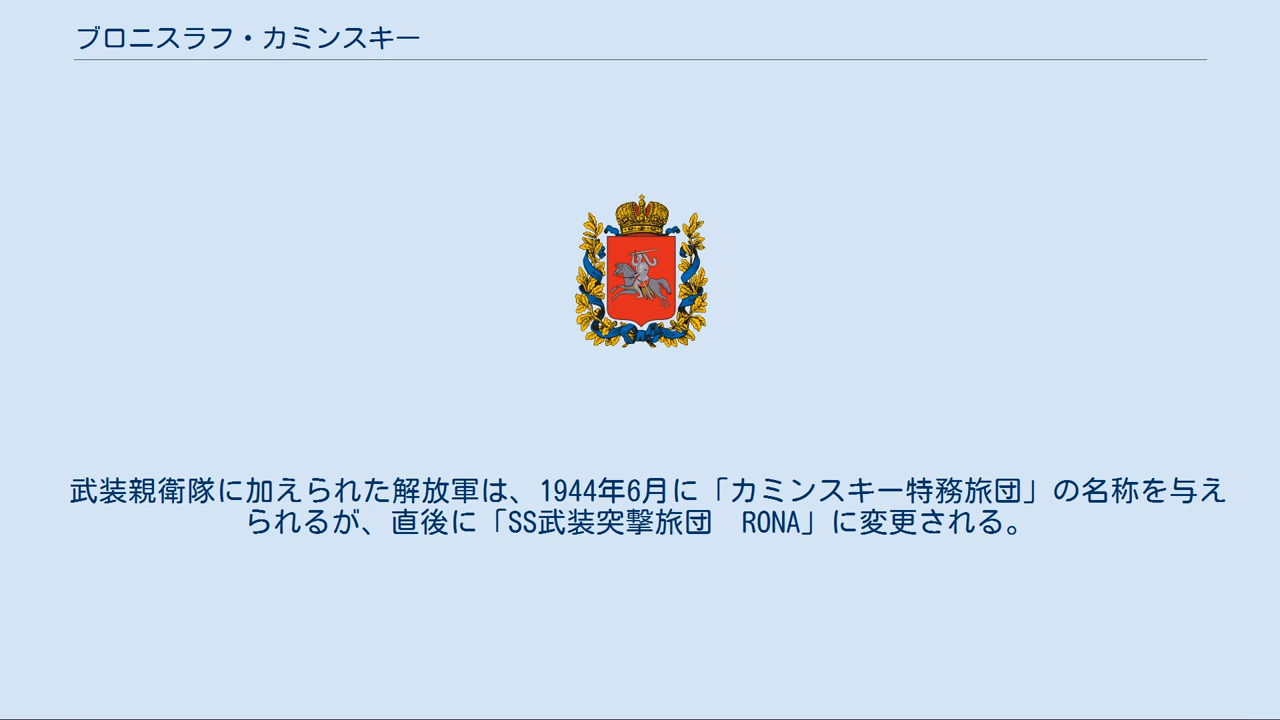 ブロニスラフ・カミンスキー
武装親衛隊に加えられた解放軍は、1944年6月に「カミンスキー特務旅団」の名称を与え
られるが、直後に「SS武装突撃旅団　RONA」に変更される。